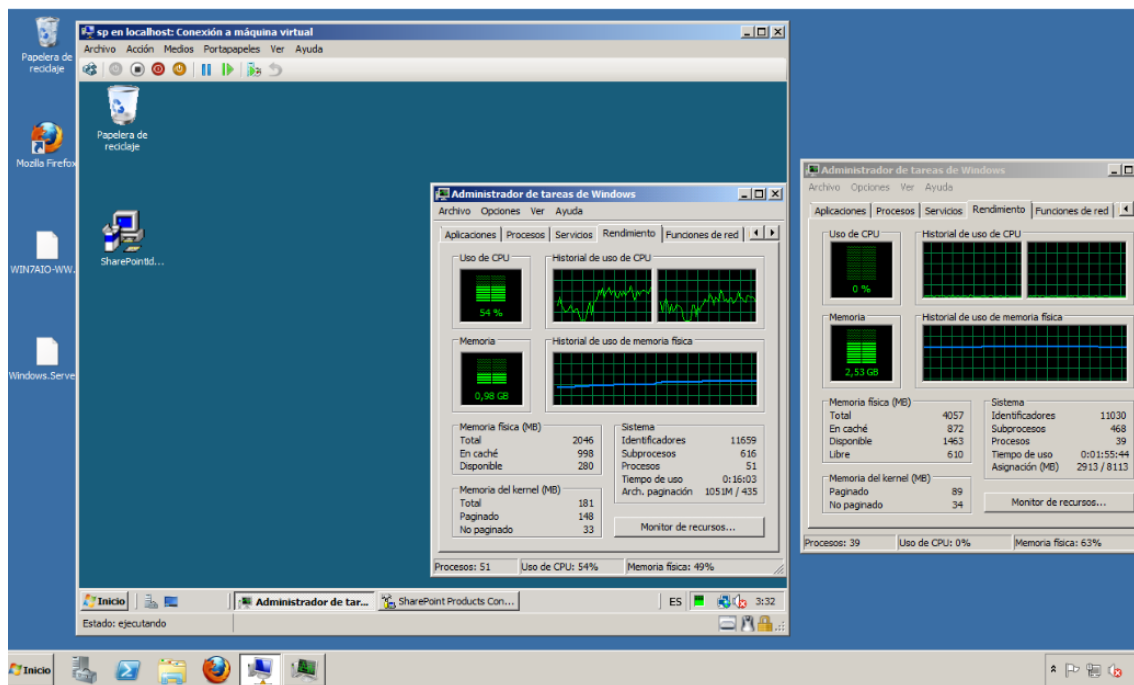 Papelera de
reciclaje
Mozilla Firefox
WIN7AIO-WW.
Windows.Serve
sp en localhost: Conexión a máquina virtual
Archivo Acción Medios Portapapeles Ver Ayuda
Papelera de
reciclaje
SharePointId...
Administrador de tareas de Windows
Archivo Opciones Ver Ayuda
Aplicaciones Procesos Servicios Rendimiento Funciones de red
Uso de CPU Historial de uso de CPU
54 %
Memoria Historial de uso de memoria física
0,98 GB
Memoria física (MB)
Total 2046
En caché 998
Disponible 280
Memoria del kernel (MB)
Total 181
Paginado 148
No paginado 33
Sistema
Identificadores 11659
Subprocesos 616
Procesos 51
Tiempo de uso 0:16:03
Arch. paginación 1051M / 435
Monitor de recursos...
Procesos: 51 Uso de CPU: 54% Memoria física: 49%
Inicio Administrador de tar... SharePoint Products Con... ES 3:32
Estado: ejecutando
Administrador de tareas de Windows
Archivo Opciones Ver Ayuda
Aplicaciones Procesos Servicios Rendimiento Funciones de red
Uso de CPU Historial de uso de CPU
0 %
Memoria Historial de uso de memoria física
2,53 GB
Memoria física (MB)
Total 4057
En caché 872
Disponible 1463
Libre 610
Memoria del kernel (MB)
Paginado 89
No paginado 34
Sistema
Identificadores 11030
Subprocesos 468
Procesos 39
Tiempo de uso 0:01:55:44
Asignación (MB) 2913 / 8113
Monitor de recursos...
Procesos: 39 Uso de CPU: 0% Memoria física: 63%
Inicio